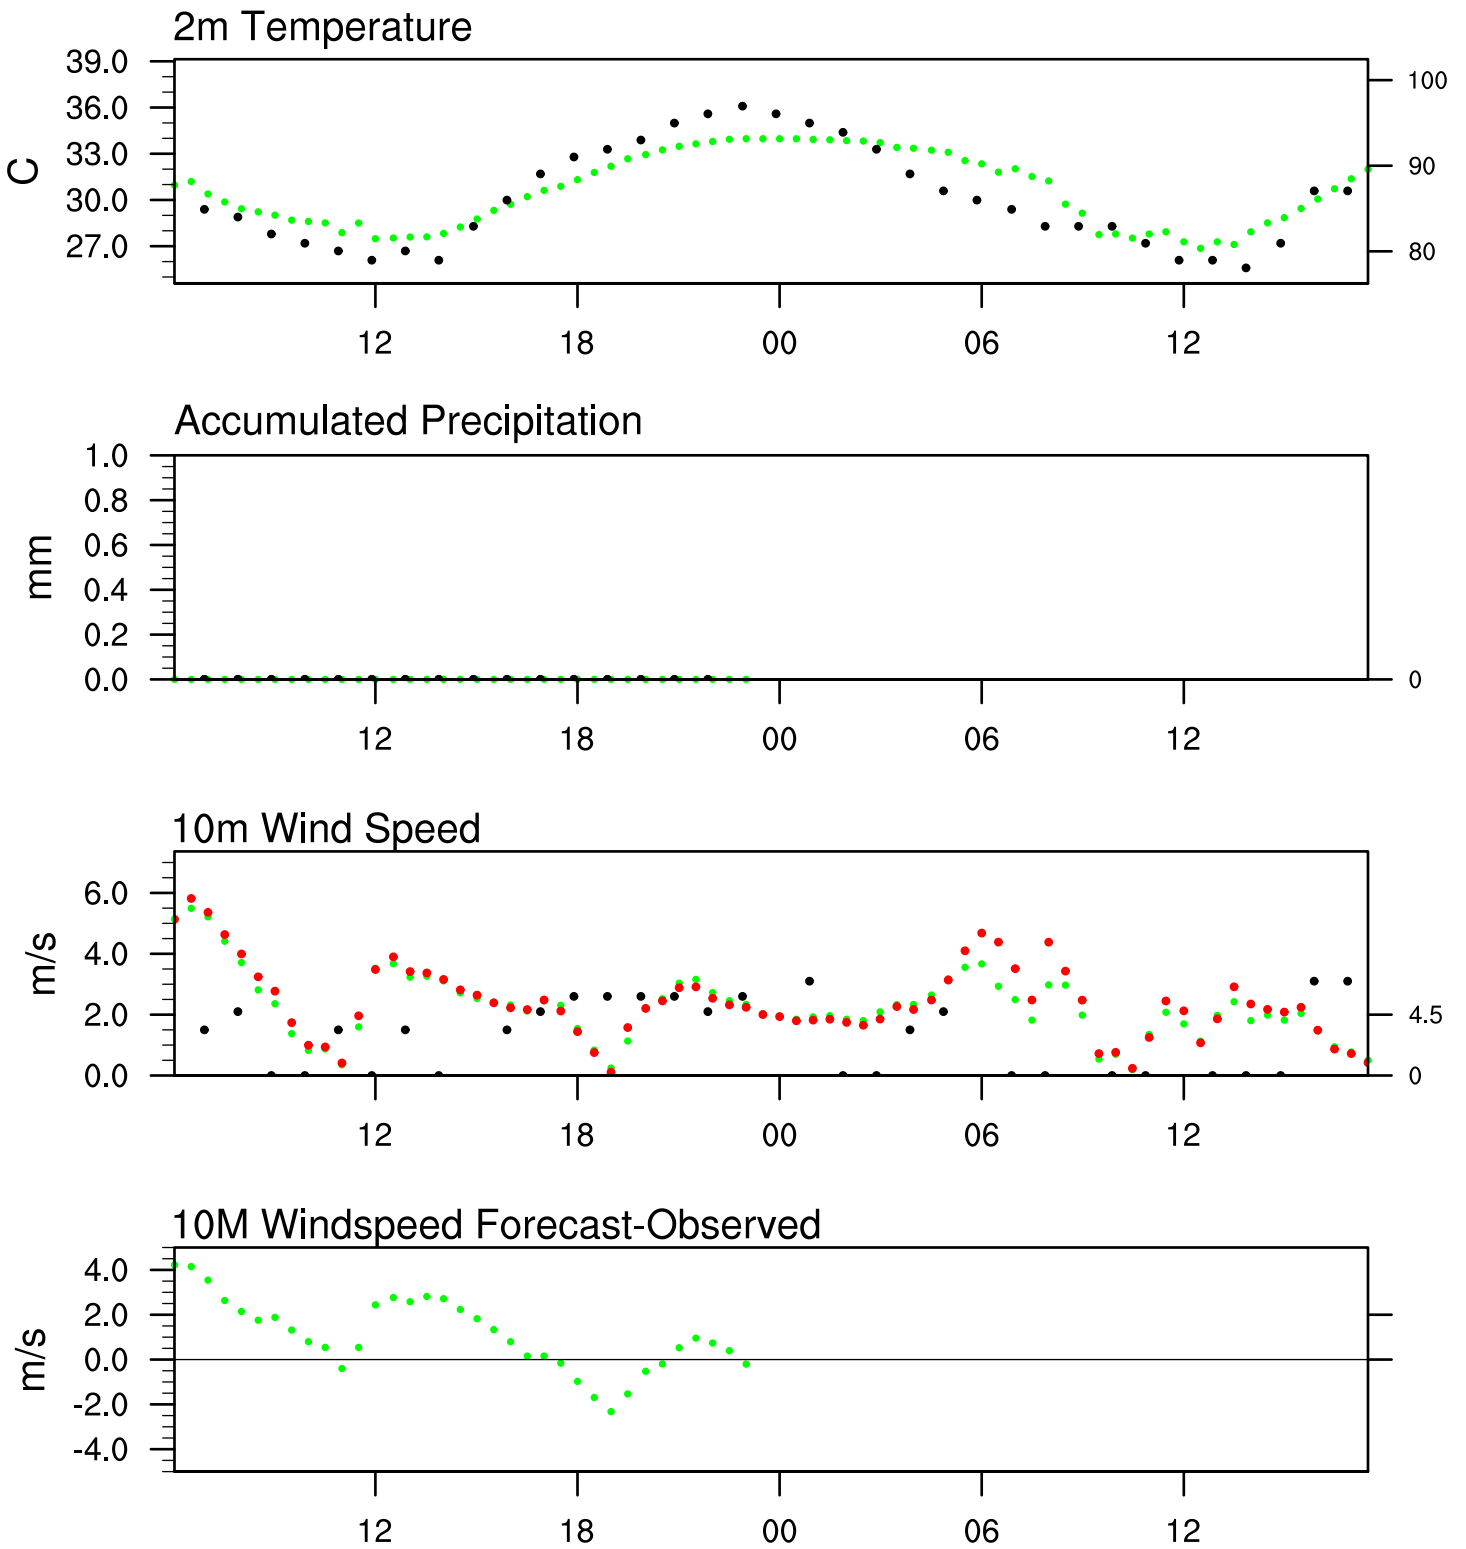 2m Temperature
39.0
36.0
33.0
30.0
27.0
C
100
90
80
12 18 00 06 12
Accumulated Precipitation
1.0
0.8
0.6
0.4
0.2
0.0
mm
0
12 18 00 06 12
10m Wind Speed
6.0
4.0
2.0
0.0
m/s
4.5
0
12 18 00 06 12
10M Windspeed Forecast-Observed
4.0
2.0
0.0
-2.0
-4.0
m/s
12 18 00 06 12